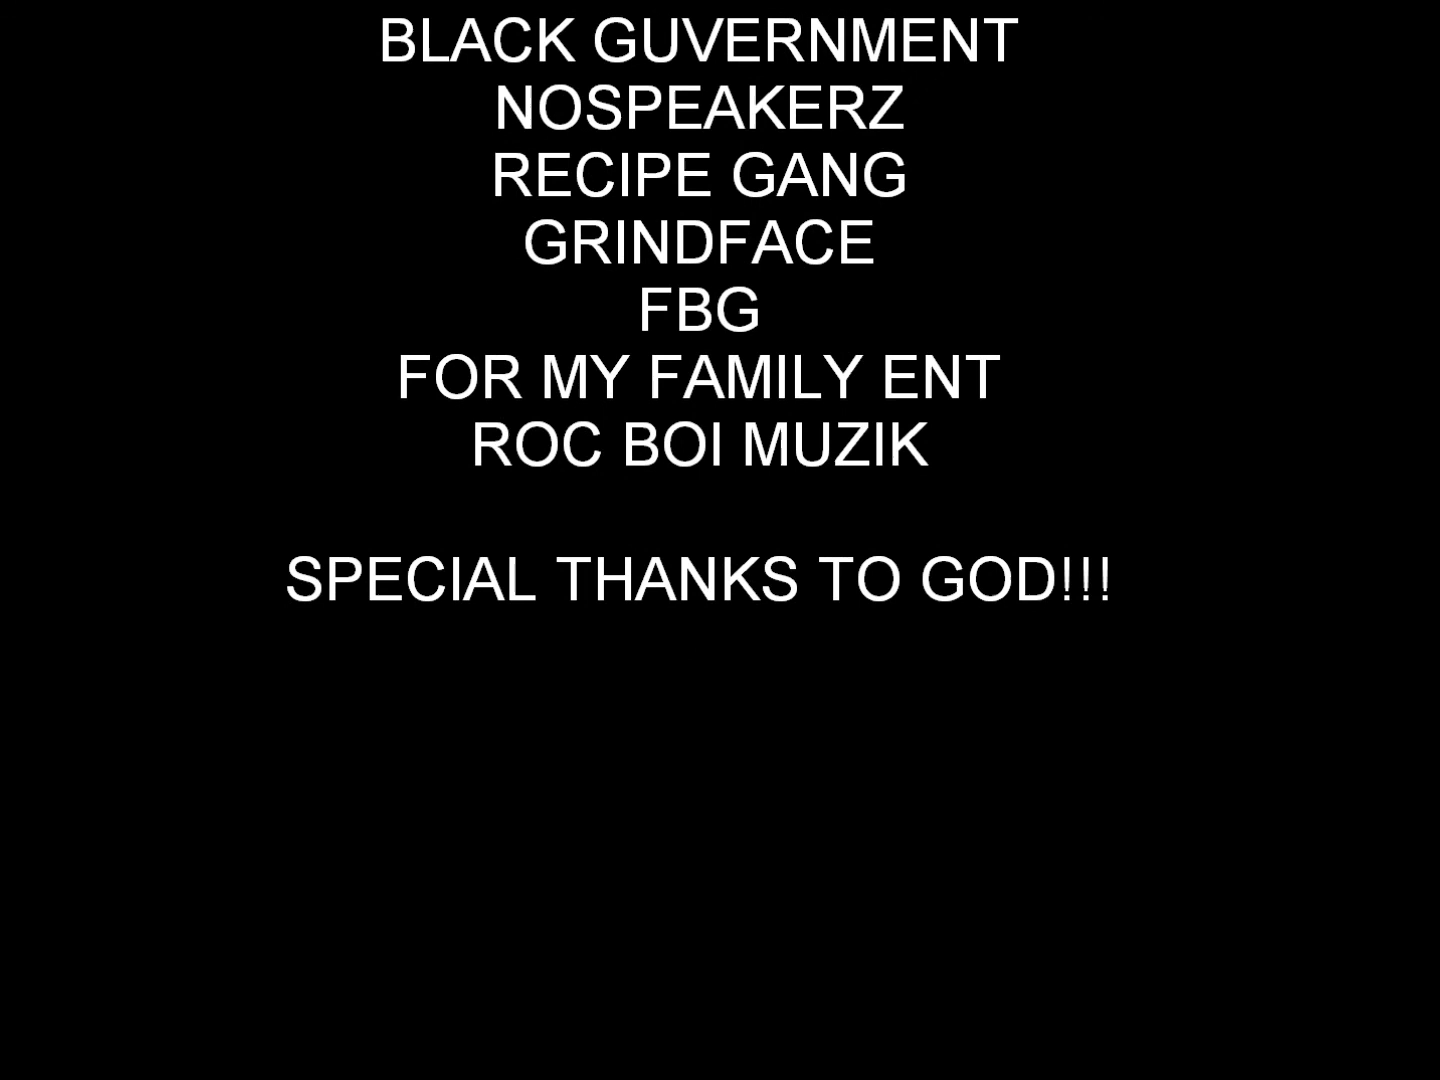 BLACK GUVERNMENT
NOSPEAKERZ
RECIPE GANG
GRINDFACE
FBG
FOR MY FAMILY ENT
ROC BOI MUZIK
SPECIAL THANKS TO GOD!!!